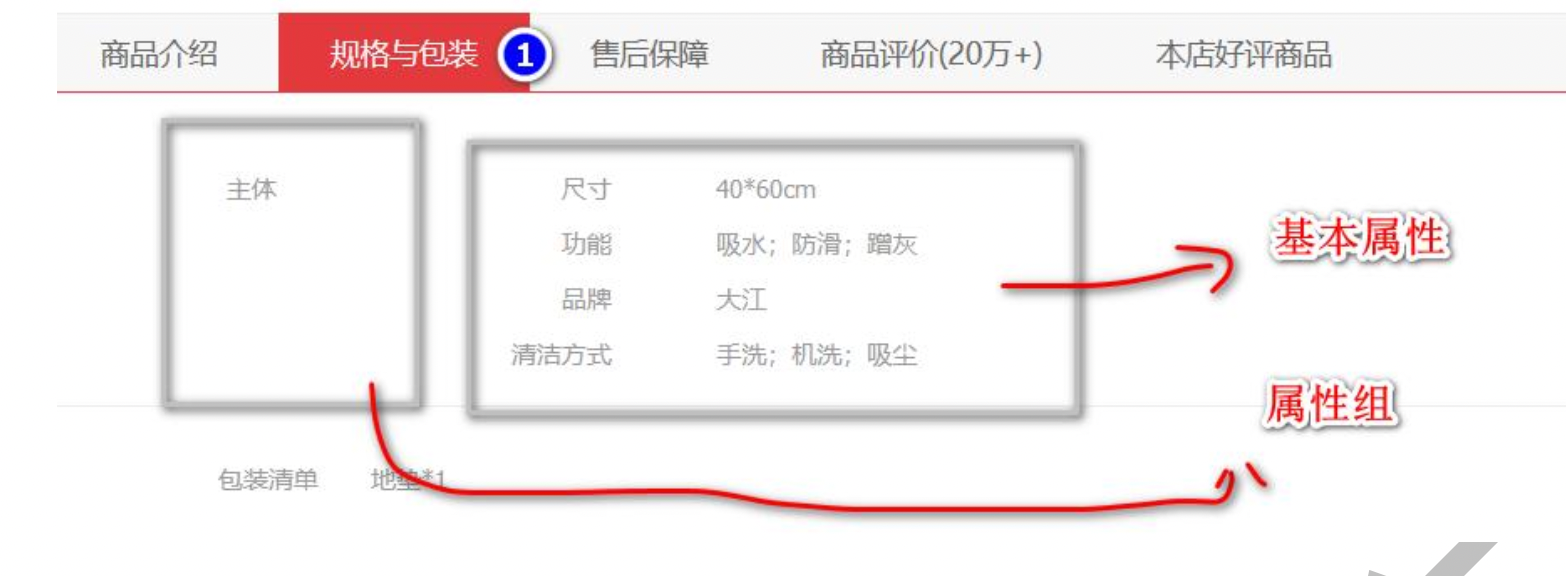 商品介绍 规格与包装 1 售后保障 商品评价(20万+) 本店好评商品
主体 尺寸 40*60cm
功能 吸水；防滑；蹭灰
基本属性
品牌 大江
清洁方式 手洗；机洗；吸尘
属性组
包装清单 地垫*1